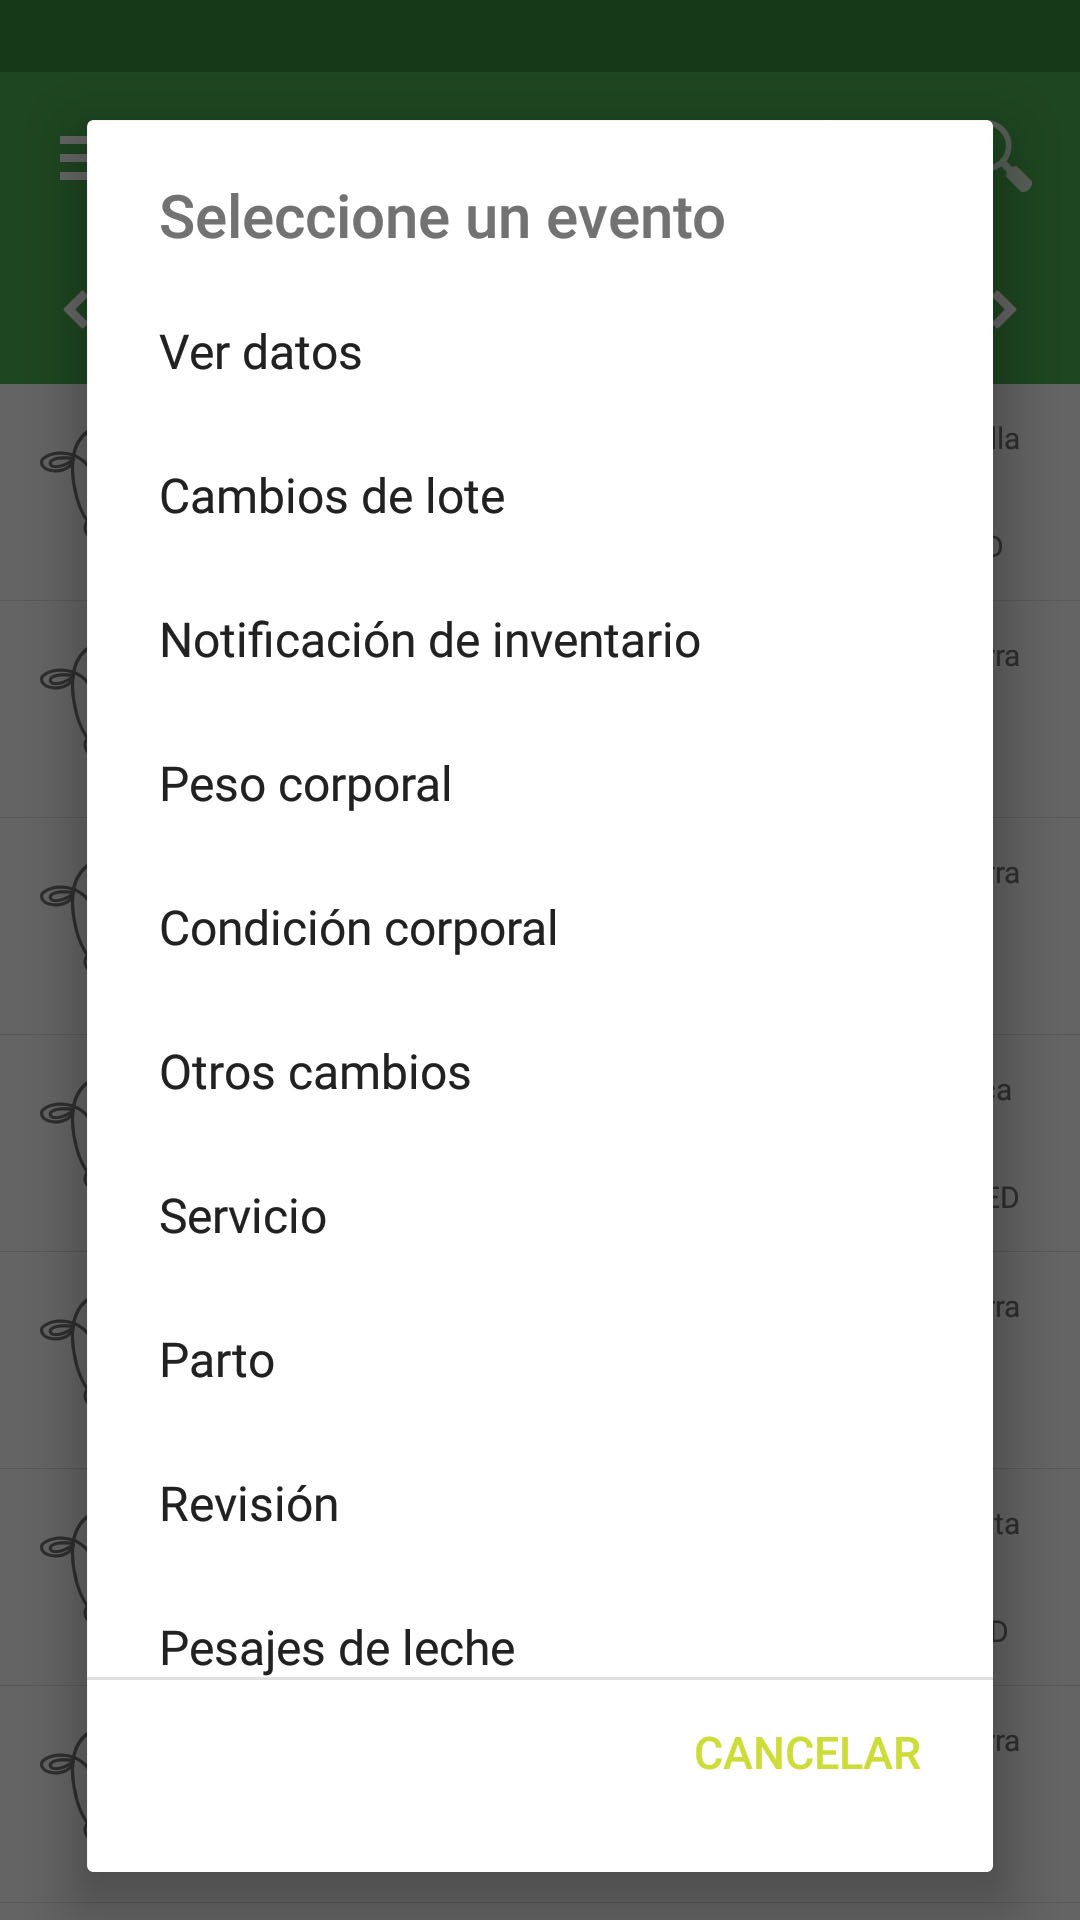 Seleccione un evento
Ver datos
Cambios de lote
Notificación de inventario
Peso corporal
Condición corporal
Otros cambios
Servicio
Parto
Revisión
Pesajes de leche
CANCELAR